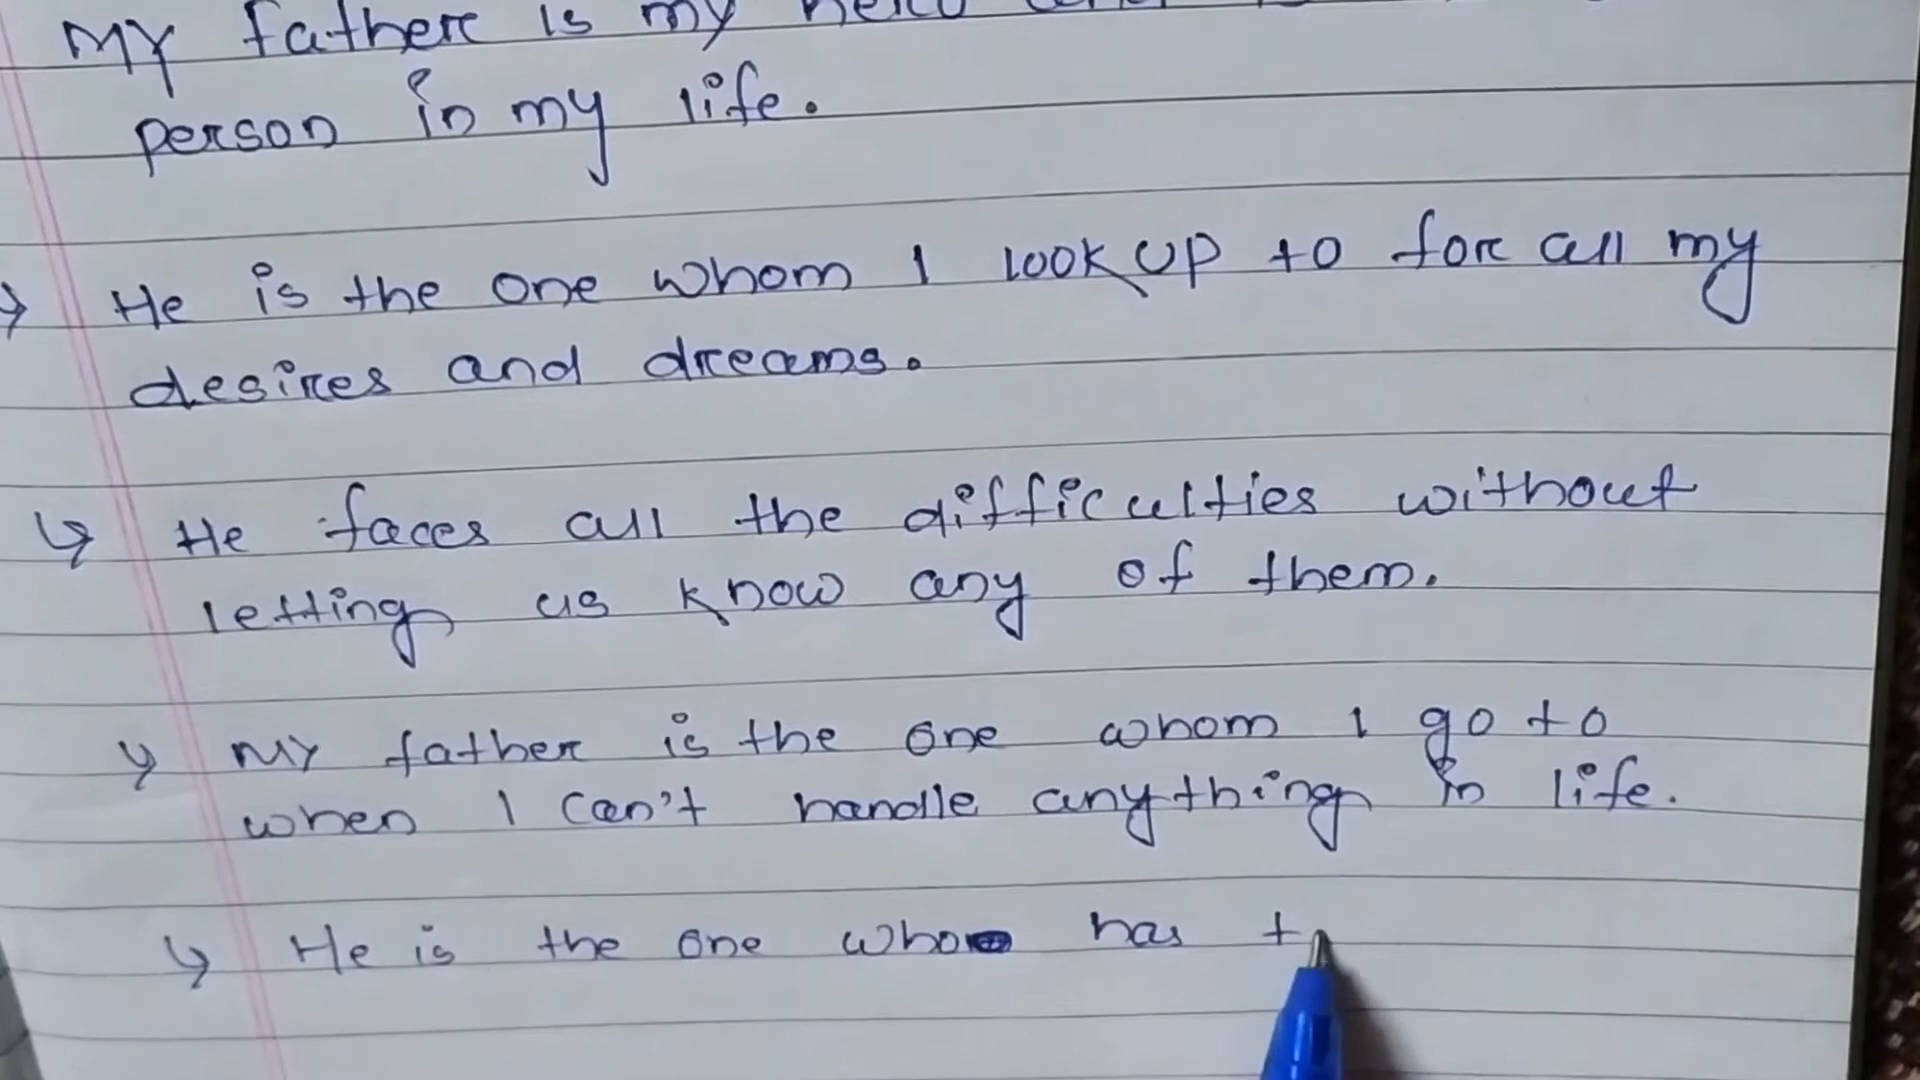 My father is my hero and
person in my life.
He is the one whom I look up to for all my
desires and dreams.
He faces all the difficulties without
letting us know any of them.
My father is the one whom I go to
when I can't handle anything in life.
He is the one who has t